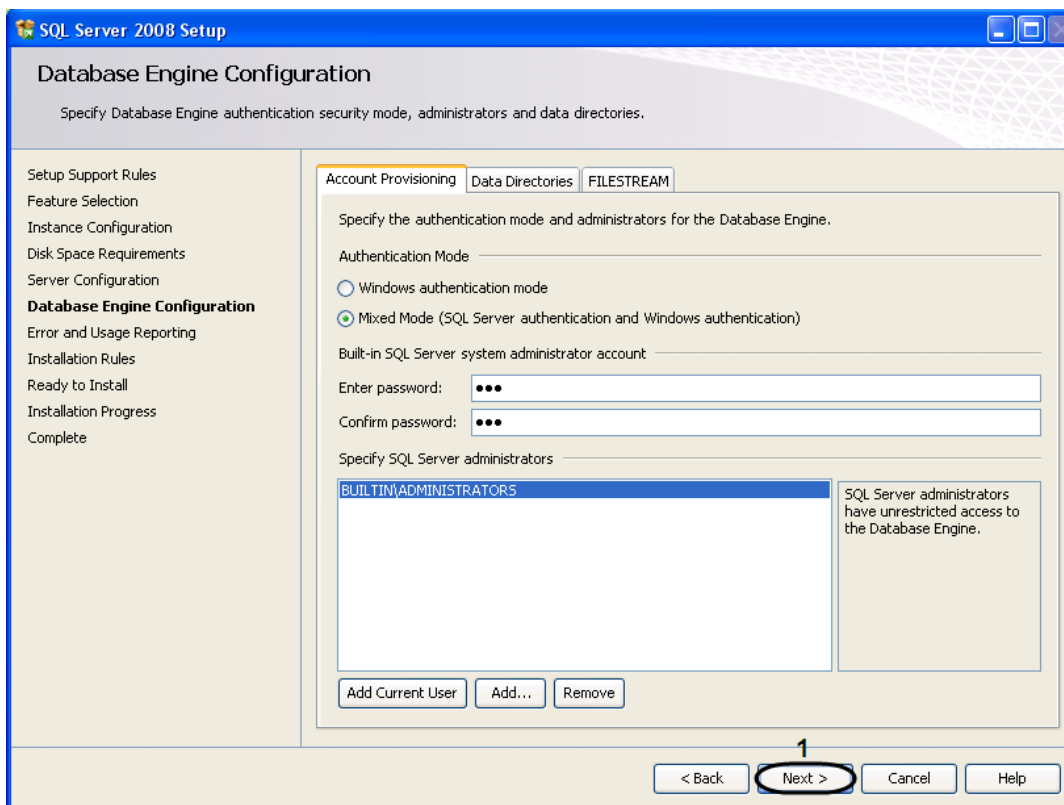 SQL Server 2008 Setup
Database Engine Configuration
Specify Database Engine authentication security mode, administrators and data directories.
Setup Support Rules
Feature Selection
Instance Configuration
Disk Space Requirements
Server Configuration
Database Engine Configuration
Error and Usage Reporting
Installation Rules
Ready to Install
Installation Progress
Complete
Account Provisioning
Data Directories
FILESTREAM
Specify the authentication mode and administrators for the Database Engine.
Authentication Mode
Windows authentication mode
Mixed Mode (SQL Server authentication and Windows authentication)
Built-in SQL Server system administrator account
Enter password: ●●●
Confirm password: ●●●
Specify SQL Server administrators
BUILTIN\ADMINISTRATORS
SQL Server administrators
have unrestricted access to
the Database Engine.
Add Current User
Add...
Remove
1
< Back
Next >
Cancel
Help